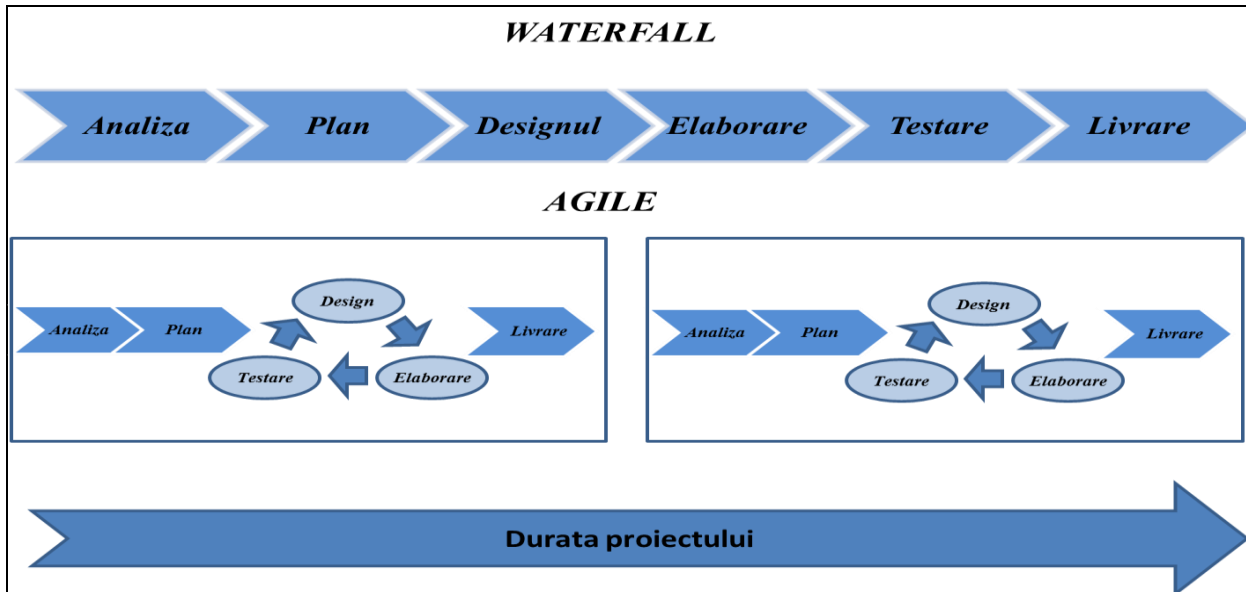 WATERFALL
Analiza Plan Designul Elaborare Testare Livrare
AGILE
Design
Analiza Plan Livrare
Testare Elaborare
Design
Analiza Plan Livrare
Testare Elaborare
Durata proiectului